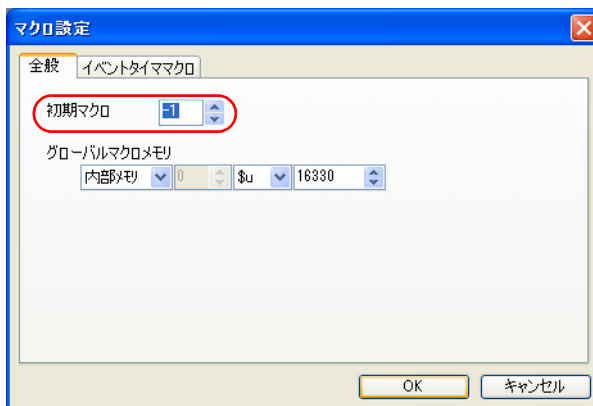 マクロ設定
全般 イベントタイママクロ
初期マクロ -1
グローバルマクロメモリ
内部メモリ 0 $u 16330
OK キャンセル